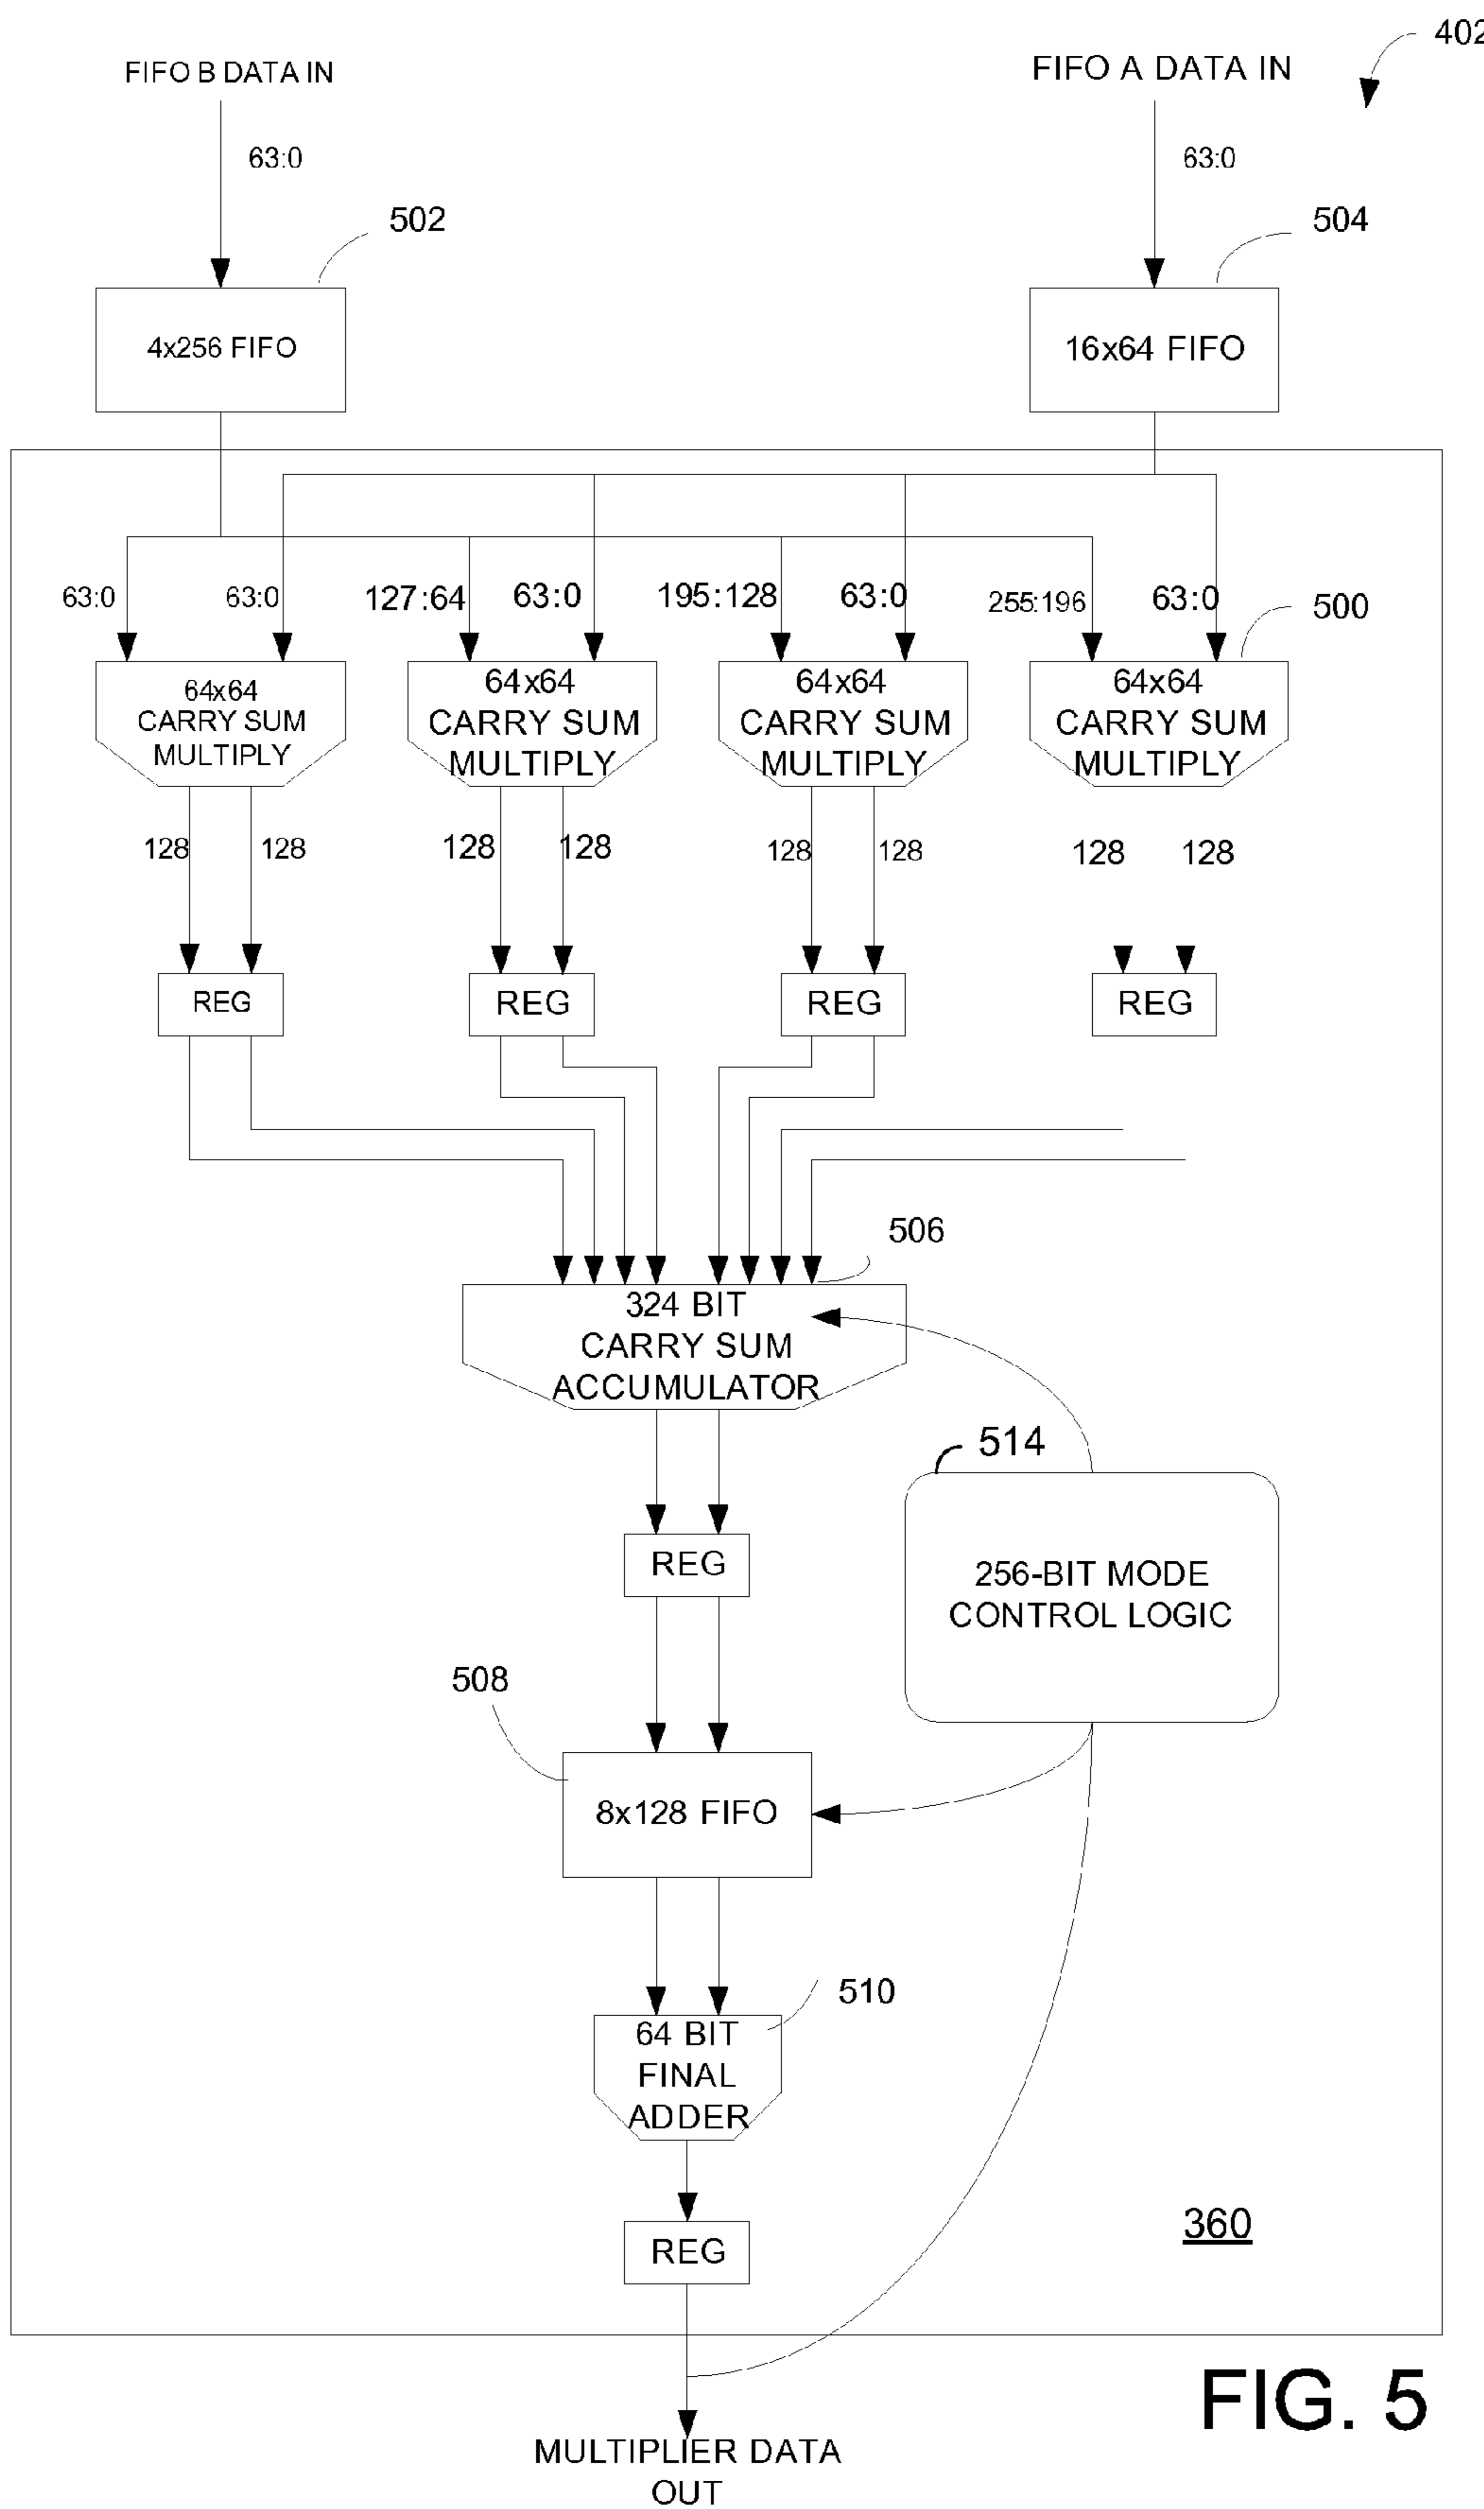 402
FIFO B DATA IN
FIFO A DATA IN
63:0
63:0
502
504
4x256 FIFO
16x64 FIFO
63:0
63:0
127:64
63:0
195:128
63:0
255:196
63:0
500
64x64
CARRY SUM
MULTIPLY
64x64
CARRY SUM
MULTIPLY
64x64
CARRY SUM
MULTIPLY
64x64
CARRY SUM
MULTIPLY
128
128
128
128
128
128
128
128
REG
REG
REG
REG
506
324 BIT
CARRY SUM
ACCUMULATOR
514
REG
256-BIT MODE
CONTROL LOGIC
508
8x128 FIFO
510
64 BIT
FINAL
ADDER
360
REG
FIG. 5
MULTIPLIER DATA
OUT